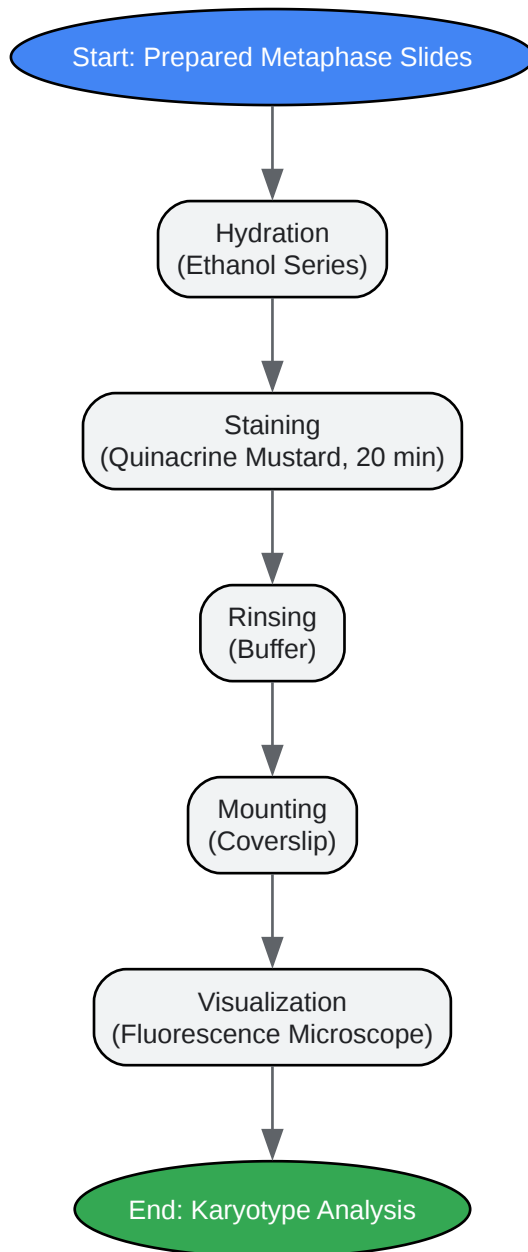 Start: Prepared Metaphase Slides
Hydration
(Ethanol Series)
Staining
(Quinacrine Mustard, 20 min)
Rinsing
(Buffer)
Mounting
(Coverslip)
Visualization
(Fluorescence Microscope)
End: Karyotype Analysis